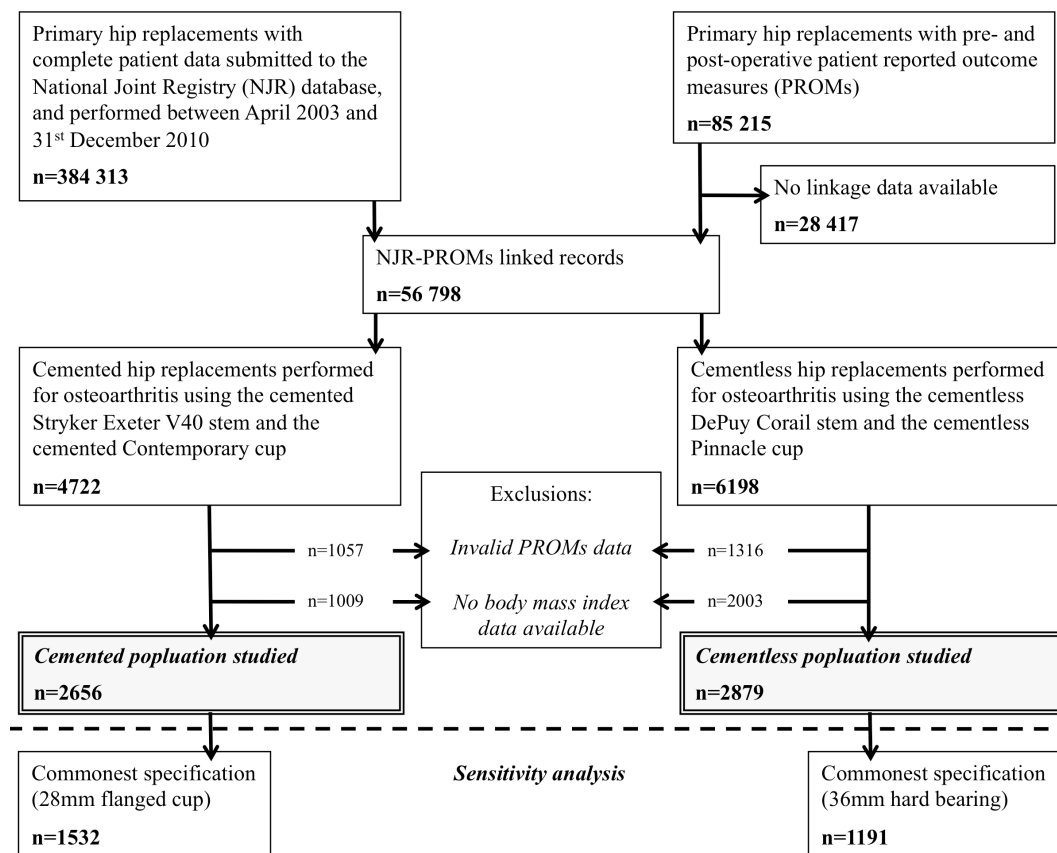 Primary hip replacements with
complete patient data submitted to the
National Joint Registry (NJR) database,
and performed between April 2003 and
31st December 2010
n=384 313
Primary hip replacements with pre- and
post-operative patient reported outcome
measures (PROMs)
n=85 215
No linkage data available
n=28 417
NJR-PROMs linked records
n=56 798
Cemented hip replacements performed
for osteoarthritis using the cemented
Stryker Exeter V40 stem and the
cemented Contemporary cup
n=4722
Cementless hip replacements performed
for osteoarthritis using the cementless
DePuy Corail stem and the cementless
Pinnacle cup
n=6198
Exclusions:
n=1057
Invalid PROMs data
n=1316
n=1009
No body mass index
data available
n=2003
Cemented popluation studied
n=2656
Cementless popluation studied
n=2879
Commonest specification
(28mm flanged cup)
n=1532
Sensitivity analysis
Commonest specification
(36mm hard bearing)
n=1191